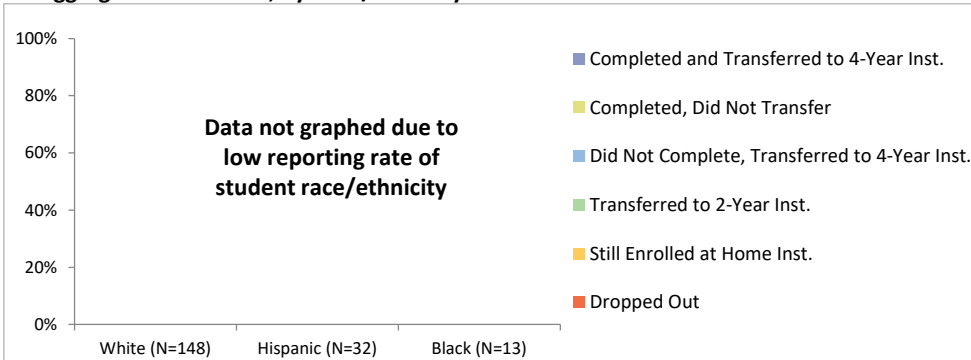 100%
80%
60%
40%
20%
0%
Data not graphed due to
low reporting rate of
student race/ethnicity
White (N=148) Hispanic (N=32) Black (N=13)
Completed and Transferred to 4-Year Inst.
Completed, Did Not Transfer
Did Not Complete, Transferred to 4-Year Inst.
Transferred to 2-Year Inst.
Still Enrolled at Home Inst.
Dropped Out